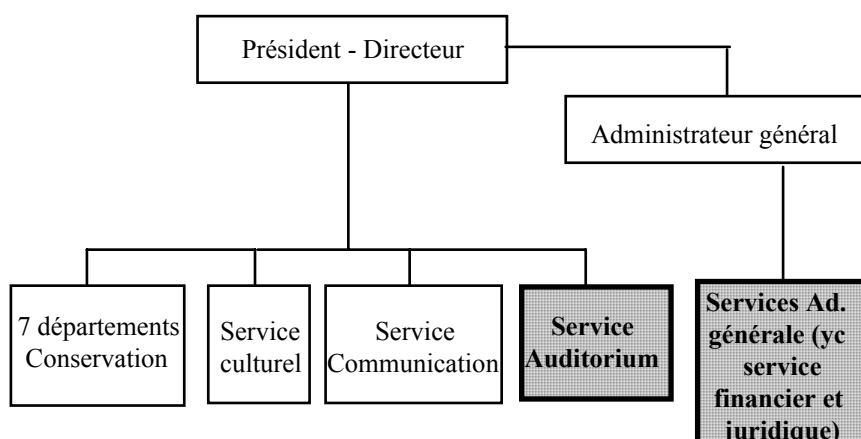 Président - Directeur
Administrateur général
7 départements
Conservation
Service
culturel
Service
Communication
Service
Auditorium
Services Ad.
générale (yc
service
financier et
juridique)